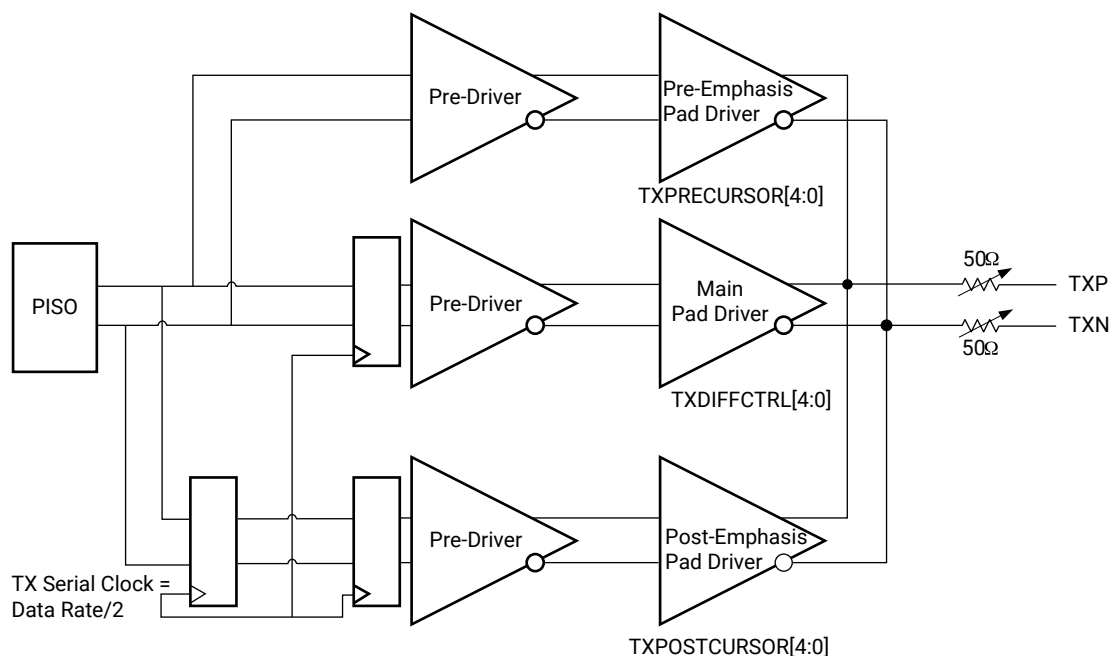 Pre-Driver
Pre-Emphasis
Pad Driver
TXPRECURSOR[4:0]
PISO
Pre-Driver
Main
Pad Driver
TXDIFFCTRL[4:0]
50Ω
TXP
TXN
50Ω
TX Serial Clock =
Data Rate/2
Pre-Driver
Post-Emphasis
Pad Driver
TXPOSTCURSOR[4:0]